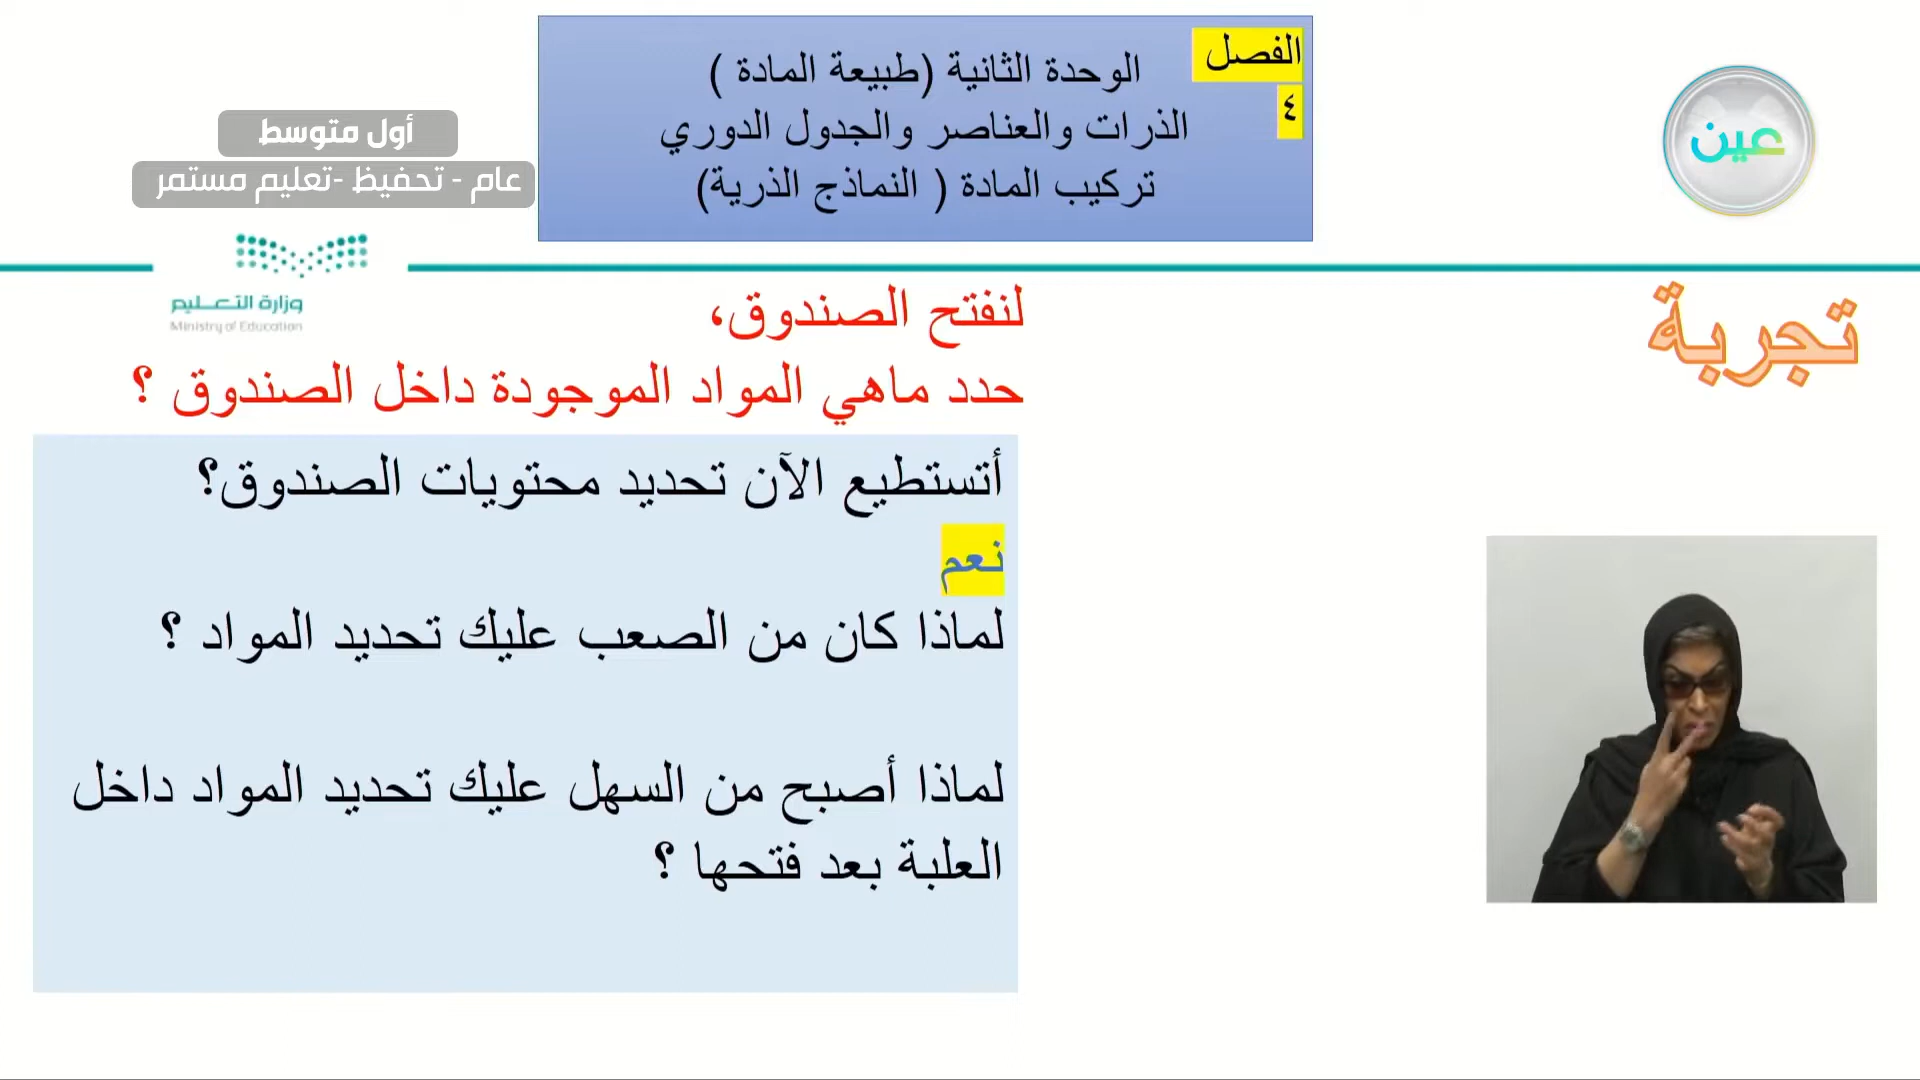 الفصل
٤
الوحدة الثانية (طبيعة المادة )
الذرات والعناصر والجدول الدوري
تركيب المادة ( النماذج الذرية)
عين
أول متوسط
عام - تحفيظ -تعليم مستمر
وزارة التعـــليم
Ministry of Education
تجربة
لنفتح الصندوق،
حدد ماهي المواد الموجودة داخل الصندوق ؟
أتستطيع الآن تحديد محتويات الصندوق؟
نعم
لماذا كان من الصعب عليك تحديد المواد ؟
لماذا أصبح من السهل عليك تحديد المواد داخل
العلبة بعد فتحها ؟